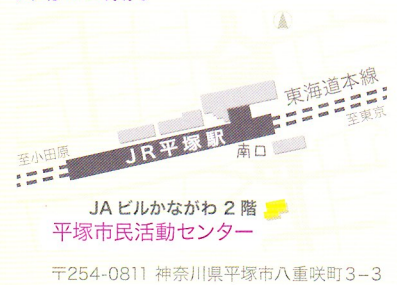 東海道本線
至東京
至小田原
JR平塚駅
南口
JAビルかながわ 2階
平塚市民活動センター
〒254-0811 神奈川県平塚市八重咲町3-3